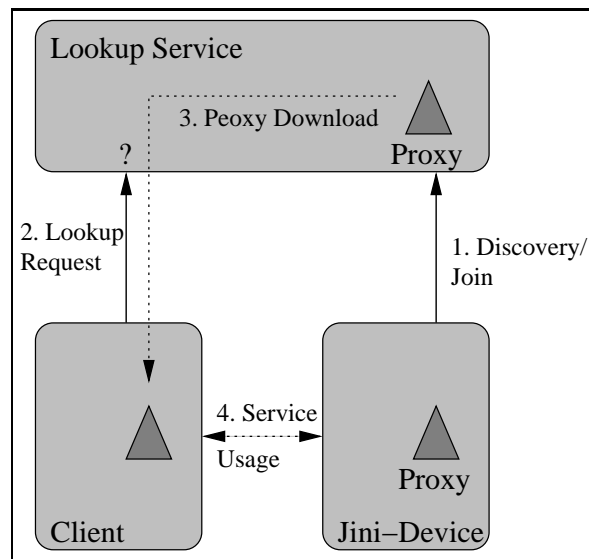 Lookup Service
3. Peoxy Download
?
Proxy
2. Lookup
Request
1. Discovery/
Join
4. Service
Usage
Proxy
Client
Jini−Device